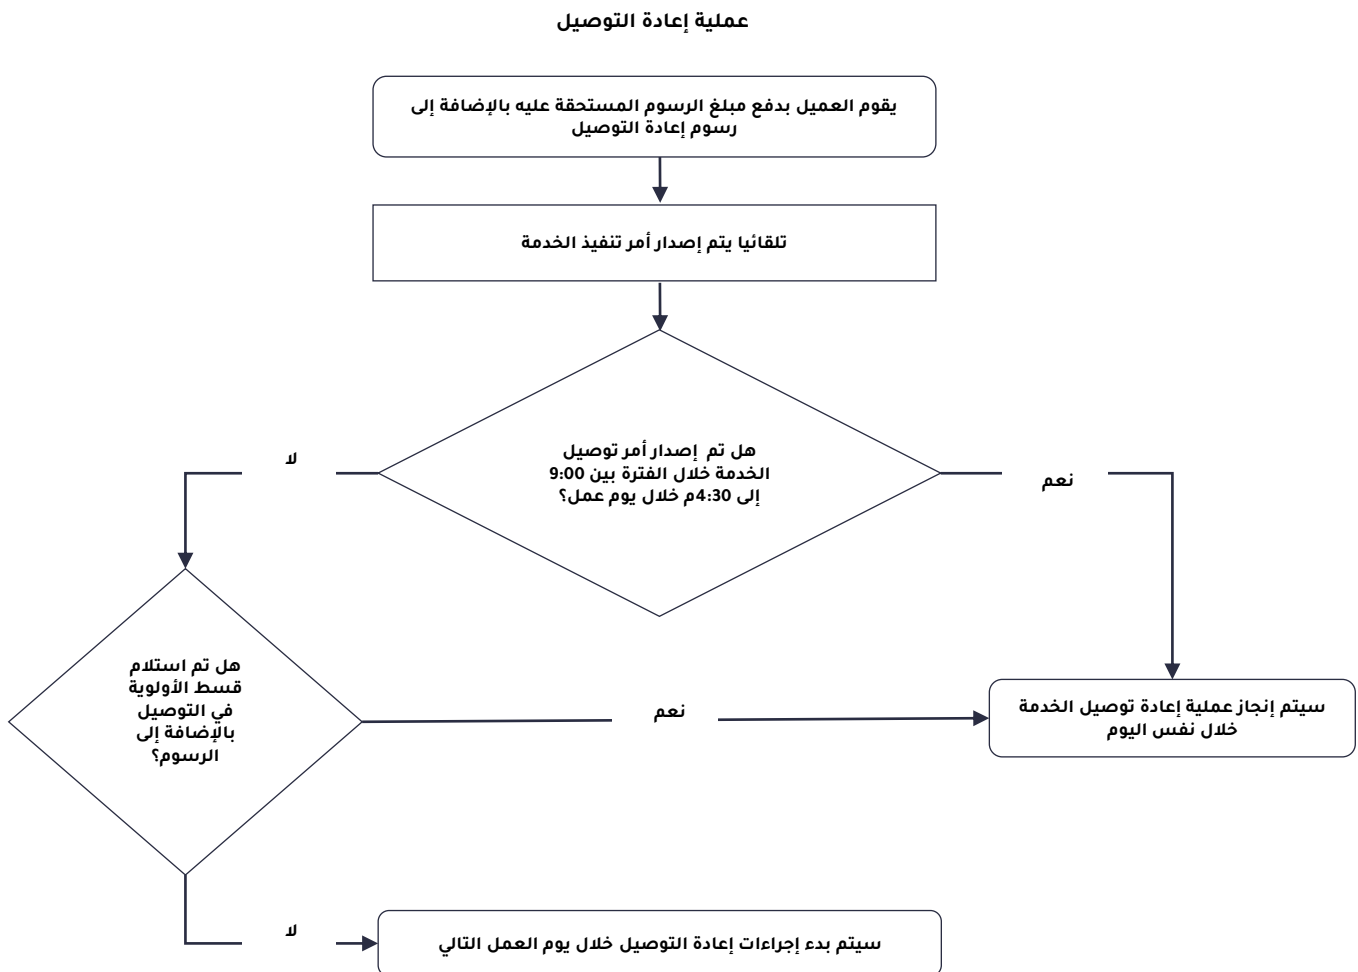 عملية إعادة التوصيل
يقوم العميل بدفع مبلغ الرسوم المستحقة عليه بالإضافة إلى
رسوم إعادة التوصيل
تلقائيا يتم إصدار أمر تنفيذ الخدمة
هل تم إصدار أمر توصيل
الخدمة خلال الفترة بين 9:00
إلى 4:30م خلال يوم عمل؟
نعم
لا
هل تم استلام
قسط الأولوية
في التوصيل
بالإضافة إلى
الرسوم؟
نعم
سيتم إنجاز عملية إعادة توصيل الخدمة
خلال نفس اليوم
لا
سيتم بدء إجراءات إعادة التوصيل خلال يوم العمل التالي